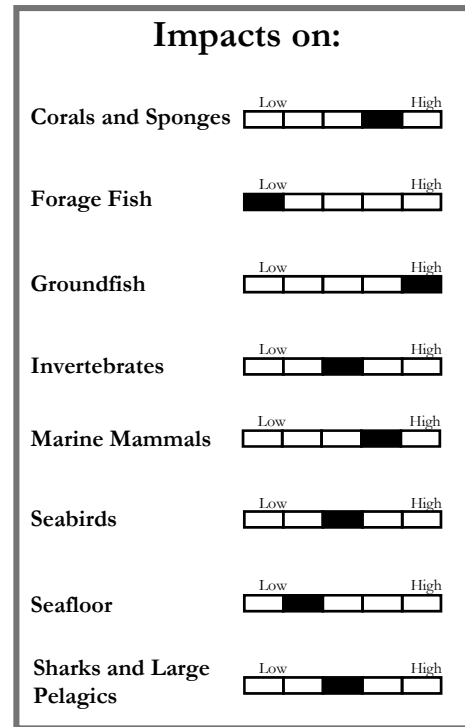 Impacts on:
Low High
Corals and Sponges
Low High
Forage Fish
Low High
Groundfish
Low High
Invertebrates
Low High
Marine Mammals
Low High
Seabirds
Low High
Seafloor
Low High
Sharks and Large
Pelagics